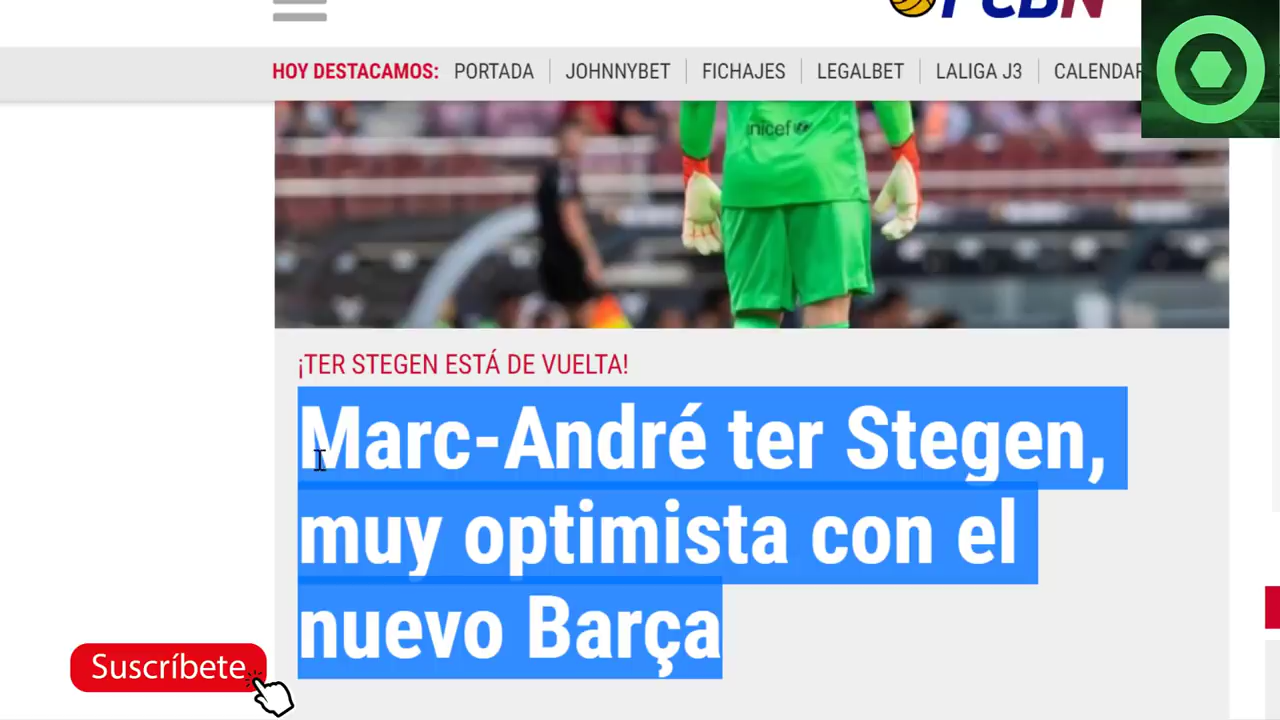 FCBN
HOY DESTACAMOS: PORTADA JOHNNYBET FICHAJES LEGALBET LALIGA J3
unicef
¡TER STEGEN ESTÁ DE VUELTA!
Marc-André ter Stegen,
muy optimista con el
nuevo Barça
Suscríbete